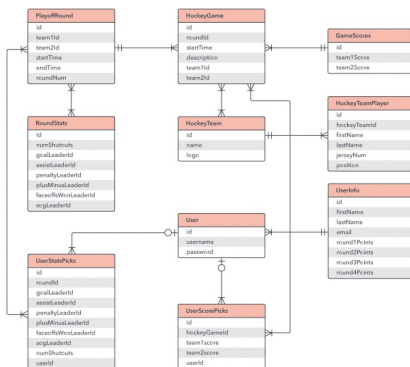 PlayoffRound
id
team1Id
team2Id
startTime
endTime
roundNum
HockeyGame
id
roundId
startTime
description
team1Id
team2Id
GameScores
id
team1Score
team2Score
RoundStats
id
numShutouts
goalLeaderId
assistLeaderId
penaltyLeaderId
plusMinusLeaderId
faceoffsWonLeaderId
sogLeaderId
HockeyTeam
id
name
logo
HockeyTeamPlayer
id
hockeyTeamId
firstName
lastName
jerseyNum
position
UserInfo
id
firstName
lastName
email
round1Points
round2Points
round3Points
round4Points
User
id
username
password
UserStatsPicks
id
roundId
goalLeaderId
assistLeaderId
penaltyLeaderId
plusMinusLeaderId
faceoffsWonLeaderId
sogLeaderId
numShutouts
userId
UserScorePicks
id
hockeyGameId
team1score
team2score
userId